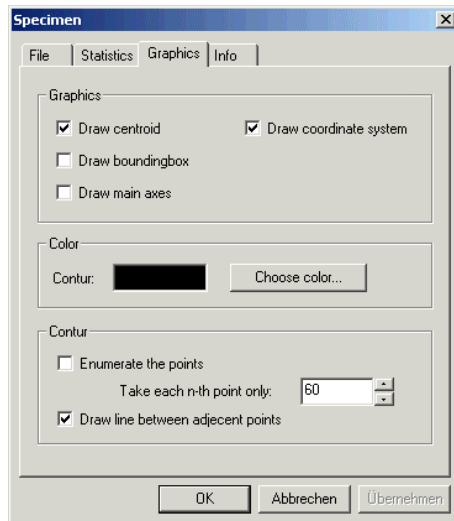 Specimen
File Statistics Graphics Info
Graphics
Draw centroid Draw coordinate system
Draw boundingbox
Draw main axes
Color
Contur: Choose color...
Contur
Enumerate the points
Take each n-th point only: 60
Draw line between adjecent points
OK Abbrechen Übernehmen